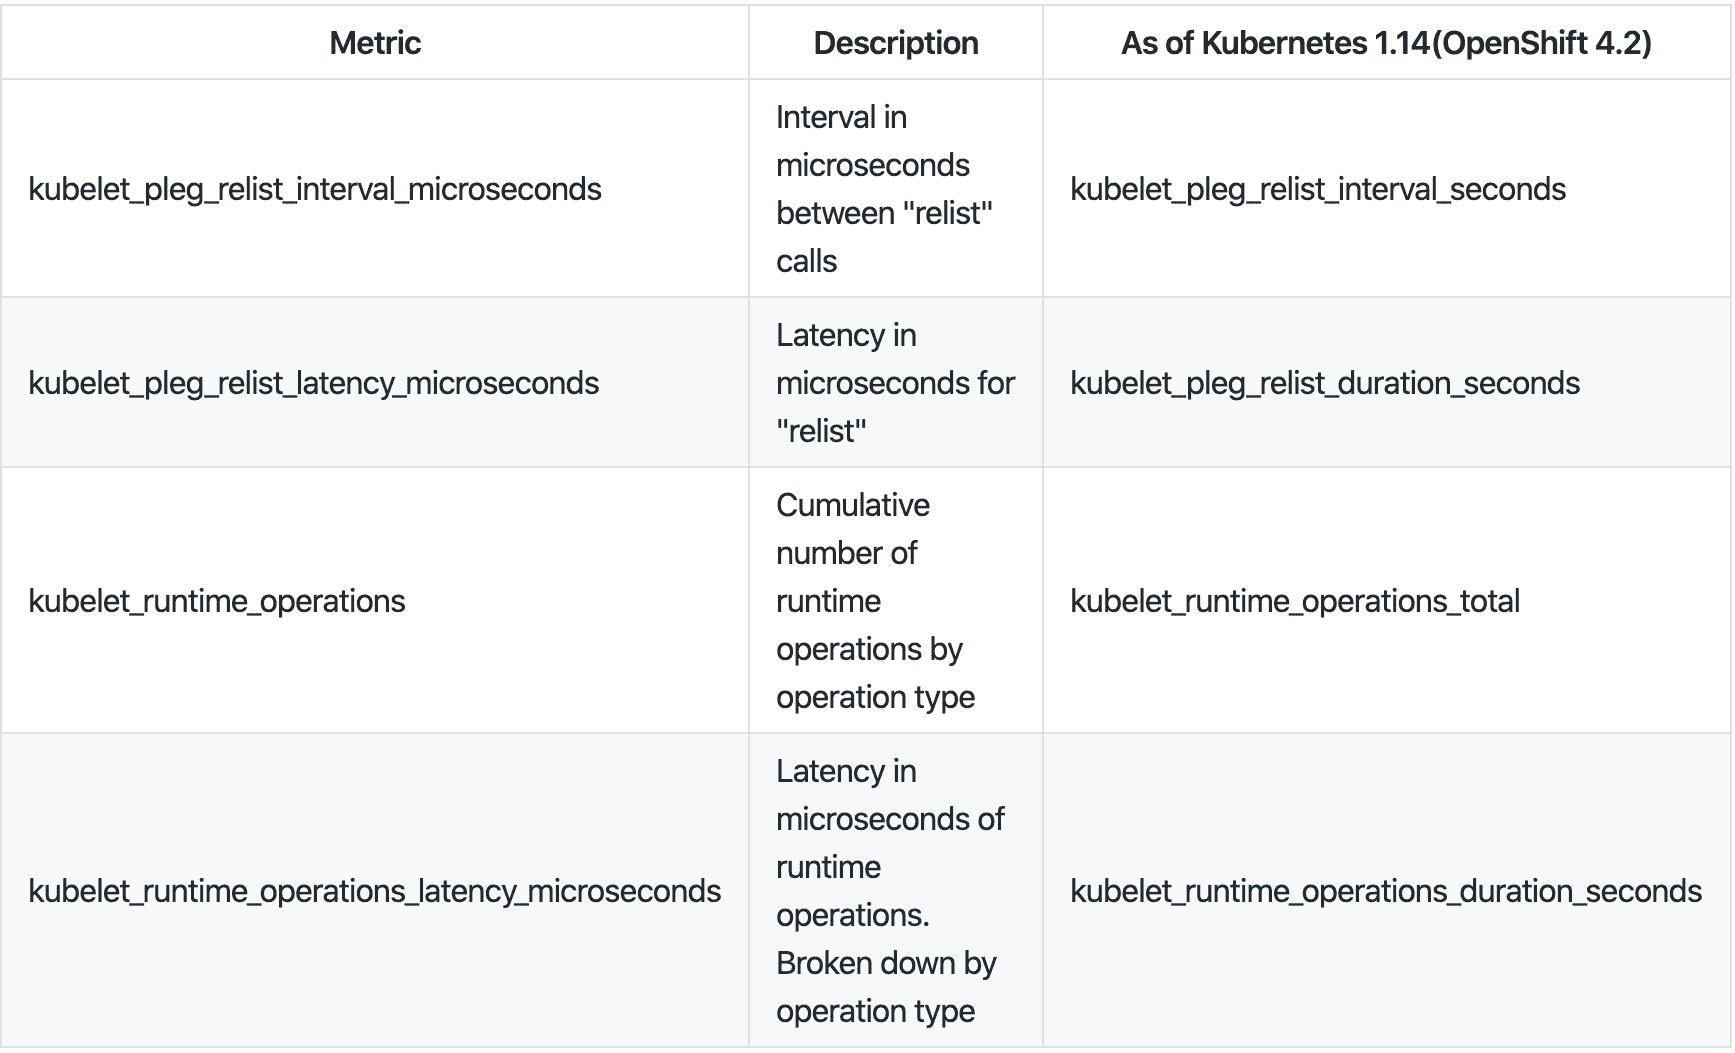 Metric
Description
As of Kubernetes 1.14(OpenShift 4.2)
kubelet_pleg_relist_interval_microseconds
Interval in
microseconds
between "relist"
calls
kubelet_pleg_relist_interval_seconds
kubelet_pleg_relist_latency_microseconds
Latency in
microseconds for
"relist"
kubelet_pleg_relist_duration_seconds
kubelet_runtime_operations
Cumulative
number of
runtime
operations by
operation type
kubelet_runtime_operations_total
kubelet_runtime_operations_latency_microseconds
Latency in
microseconds of
runtime
operations.
Broken down by
operation type
kubelet_runtime_operations_duration_seconds